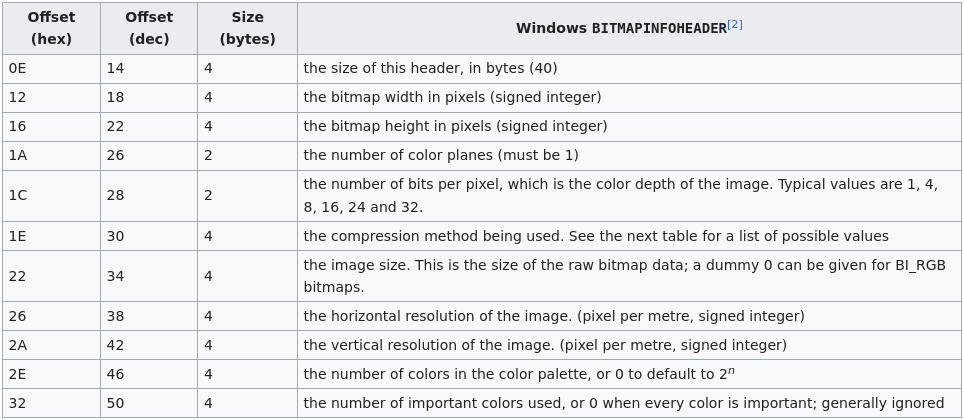 Offset (hex) Offset (dec) Size (bytes) Windows BITMAPINFOHEADER[2]
0E 14 4 the size of this header, in bytes (40)
12 18 4 the bitmap width in pixels (signed integer)
16 22 4 the bitmap height in pixels (signed integer)
1A 26 2 the number of color planes (must be 1)
1C 28 2 the number of bits per pixel, which is the color depth of the image. Typical values are 1, 4,
8, 16, 24 and 32.
1E 30 4 the compression method being used. See the next table for a list of possible values
22 34 4 the image size. This is the size of the raw bitmap data; a dummy 0 can be given for BI_RGB
bitmaps.
26 38 4 the horizontal resolution of the image. (pixel per metre, signed integer)
2A 42 4 the vertical resolution of the image. (pixel per metre, signed integer)
2E 46 4 the number of colors in the color palette, or 0 to default to 2ⁿ
32 50 4 the number of important colors used, or 0 when every color is important; generally ignored